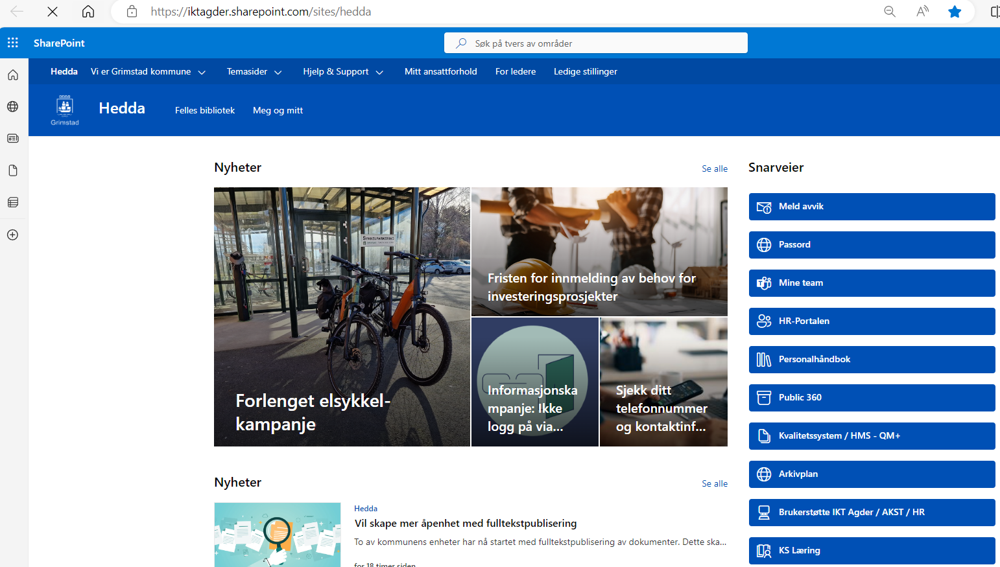 https://iktagder.sharepoint.com/sites/hedda
SharePoint
Søk på tvers av områder
Hedda Vi er Grimstad kommune Temasider Hjelp & Support Mitt ansattforhold For ledere Ledige stillinger
Grimstad
Hedda Felles bibliotek Meg og mitt
Nyheter Se alle
SYKKELPARKERING
Forlenget elsykkel-
kampanje
Fristen for innmelding av behov for
investeringsprosjekter
Informasjonska
mpanje: Ikke
logg på via...
Sjekk ditt
telefonnummer
og kontaktinf...
Nyheter Se alle
Hedda
Vil skape mer åpenhet med fulltekstpublisering
To av kommunens enheter har nå startet med fulltekstpublisering av dokumenter. Dette ska...
for 18 timer siden
Snarveier
Meld avvik
Passord
Mine team
HR-Portalen
Personalhåndbok
Public 360
Kvalitetssystem / HMS - QM+
Arkivplan
Brukerstøtte IKT Agder / AKST / HR
KS Læring